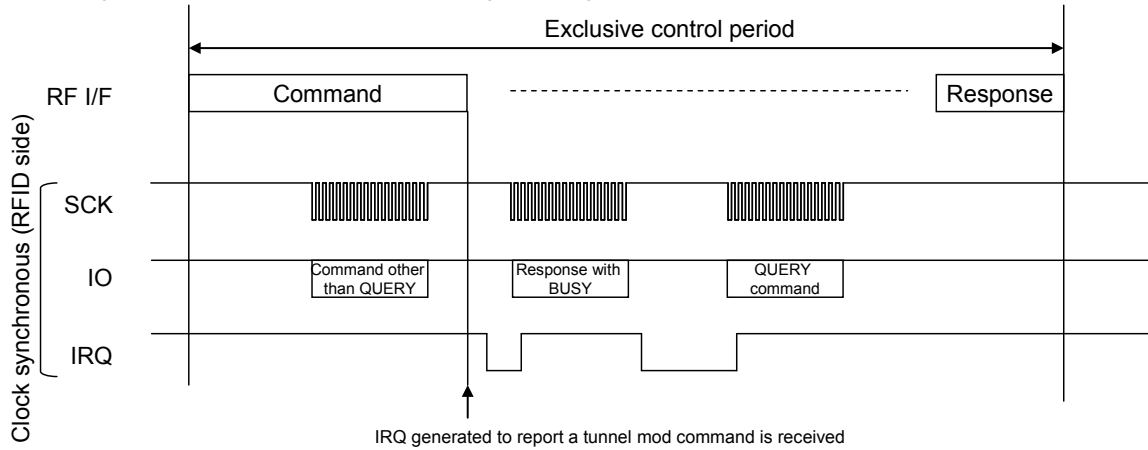 Exclusive control period
RF I/F
Command
Response
Clock synchronous (RFID side)
SCK
IO
Command other
than QUERY
Response with
BUSY
QUERY
command
IRQ
IRQ generated to report a tunnel mod command is received